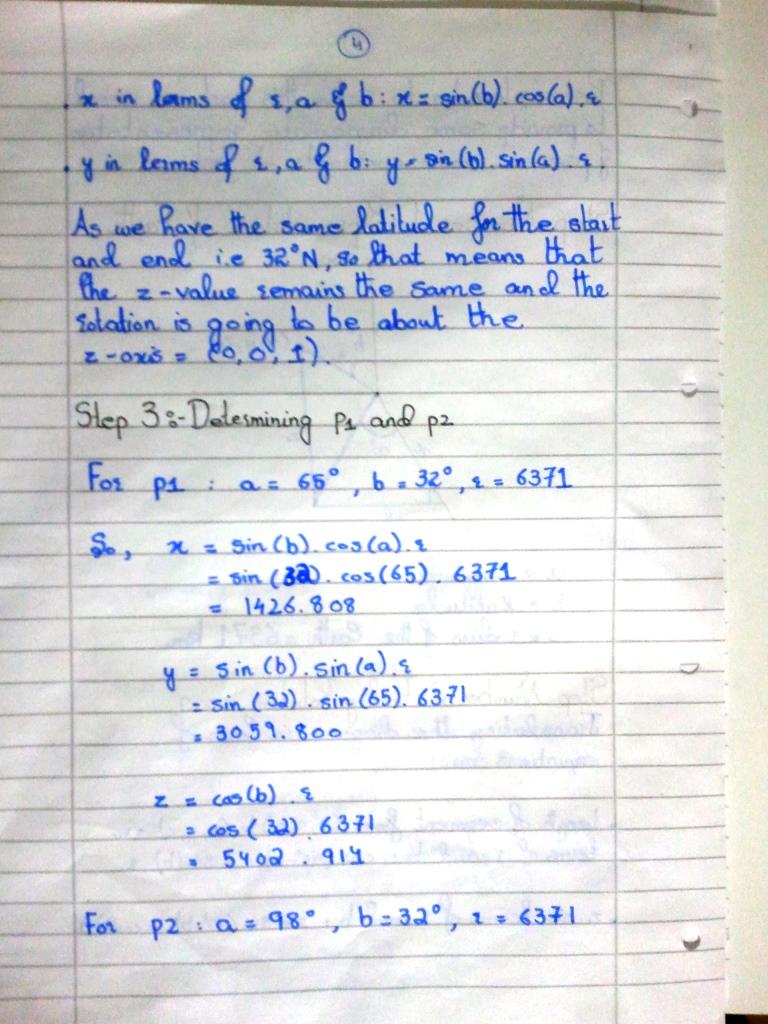 4
. x in terms of r, a & b: x = sin(b). cos(a). r
. y in terms of r, a & b: y = sin(b). sin(a). r.
As we have the same latitude for the start
and end i.e 32°N, so that means that
the z-value remains the same and the
rotation is going to be about the
z-axis = (0, 0, 1).
Step 3:- Determining p1 and p2
For p1 : a = 65°, b = 32°, r = 6371
So, x = sin(b). cos(a). r
= sin (32). cos(65). 6371
= 1426.808
y = sin (b). sin(a). r
= sin (32). sin (65). 6371
= 3059.800
z = cos(b) . r
= cos (32). 6371
= 5402.914
For p2 : a = 98°, b = 32°, r = 6371